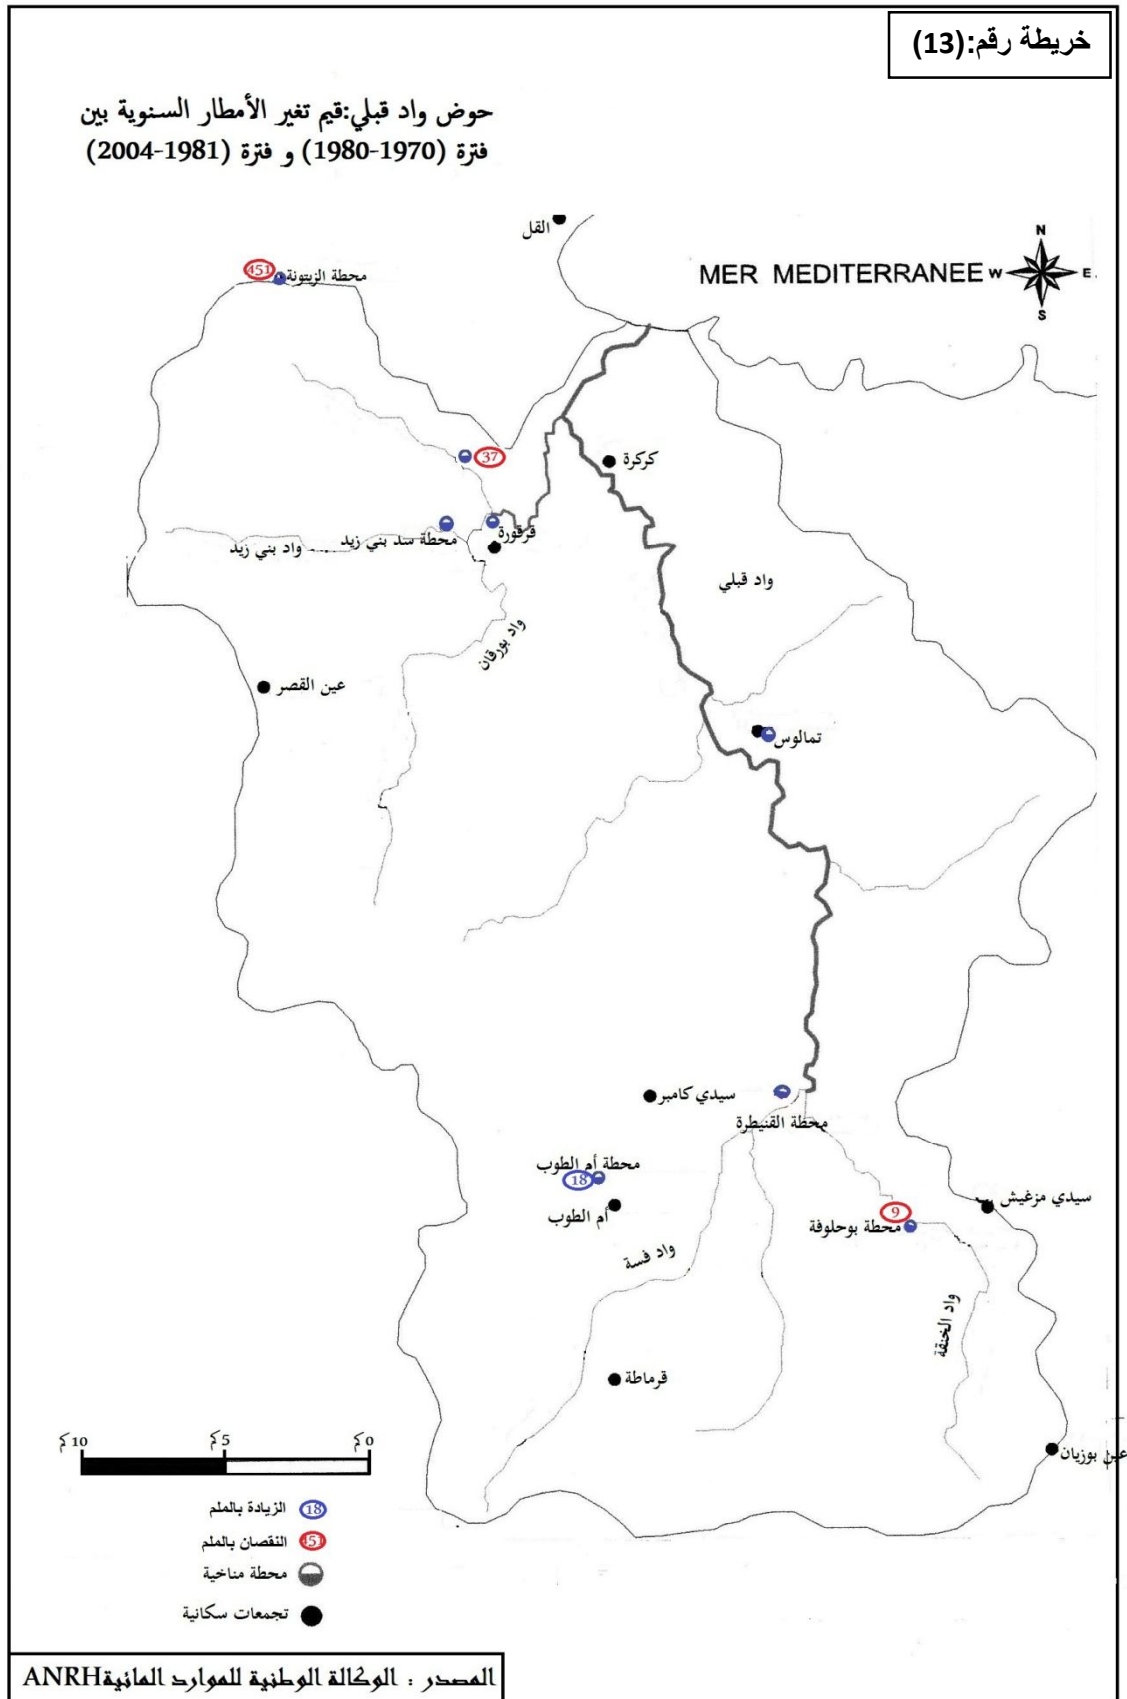 خريطة رقم:(13)
حوض واد قبلي:قيم تغير الأمطار السنوية بين
فترة (1970-1980) و فترة (1981-2004)
القل
N
W
E
S
MER MEDITERRANEE
451
محطة الزيتونة
37
كركرة
قرقورة
محطة سد بني زيد
واد بني زيد
واد قبلي
واد بورقان
عين القصر
تمالوس
سيدي كامبر
محطة القنيطرة
محطة أم الطوب
18
أم الطوب
سيدي مزغيش
9
محطة بوحلوفة
واد فسة
واد الخنقة
قرماطة
عين بوزيان
10 كم
5 كم
0 كم
18 الزيادة بالملم
451 النقصان بالملم
محطة مناخية
تجمعات سكانية
المصدر : الوكالة الوطنية للموارد المائية ANRH